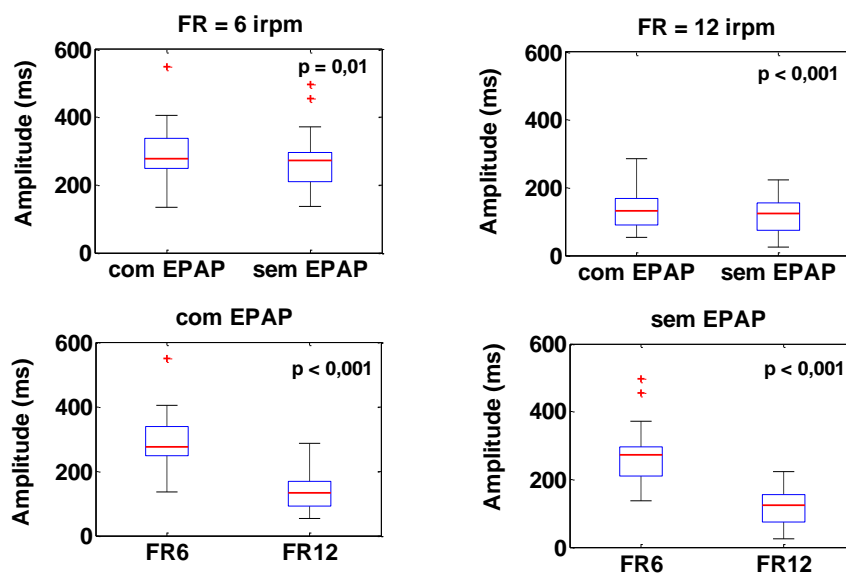 FR = 6 irpm
p = 0,01
Amplitude (ms)
600
400
200
0
com EPAP
sem EPAP
FR = 12 irpm
p < 0,001
Amplitude (ms)
600
400
200
0
com EPAP
sem EPAP
com EPAP
p < 0,001
Amplitude (ms)
600
400
200
0
FR6
FR12
sem EPAP
p < 0,001
Amplitude (ms)
600
400
200
0
FR6
FR12